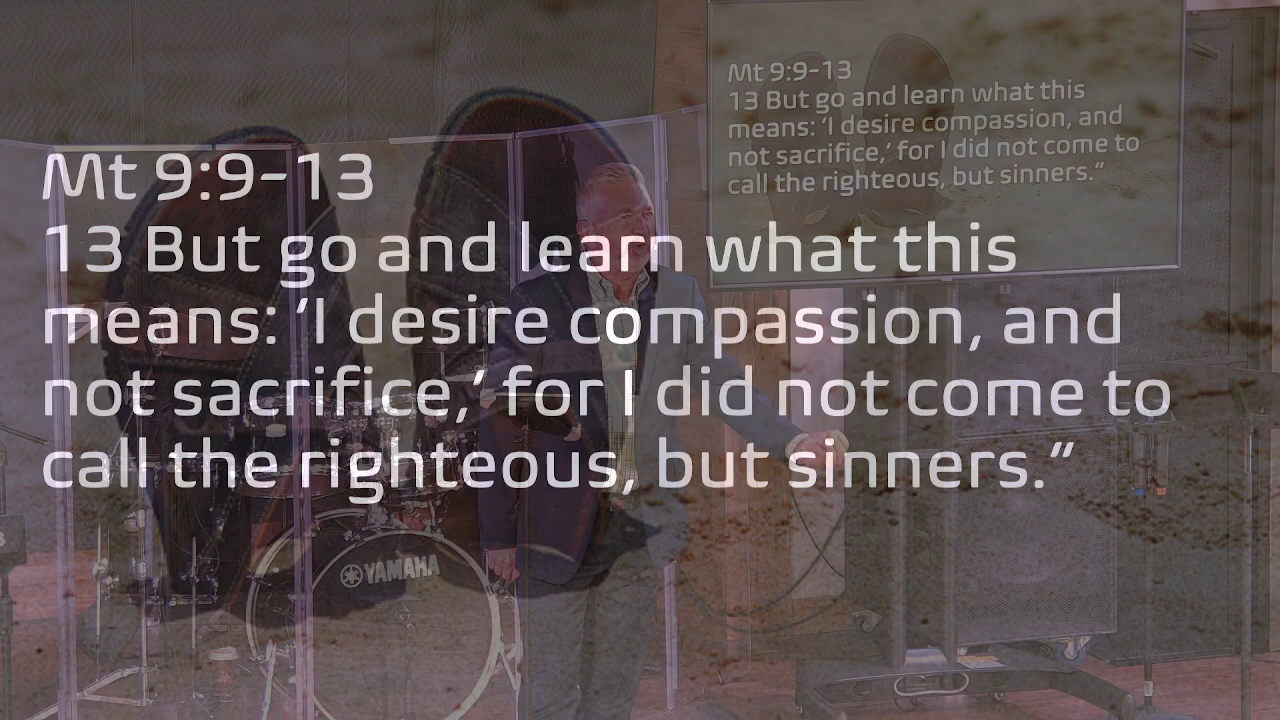 Mt 9:9-13
13 But go and learn what this
means: ‘I desire compassion, and
not sacrifice,’ for I did not come to
call the righteous, but sinners.”
Mt 9:9-13
13 But go and learn what this
means: ‘I desire compassion, and
not sacrifice,’ for I did not come to
call the righteous, but sinners.”
YAMAHA